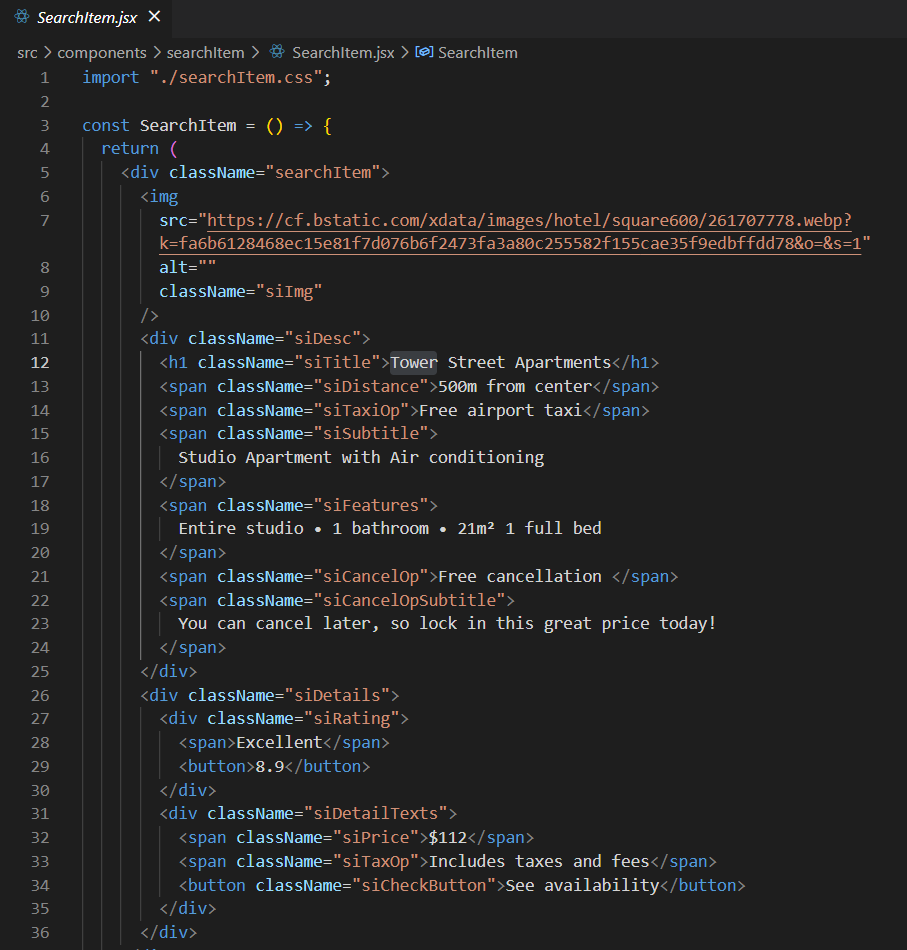 SearchItem.jsx ✕
src > components > searchItem > SearchItem.jsx > SearchItem
1 import "./searchItem.css";
2
3 const SearchItem = () => {
4 return (
5 <div className="searchItem">
6 <img
7 src="https://cf.bstatic.com/xdata/images/hotel/square600/261707778.webp?
k=fa6b6128468ec15e81f7d076b6f2473fa3a80c255582f155cae35f9edbffdd78&o=&s=1"
8 alt=""
9 className="siImg"
10 />
11 <div className="siDesc">
12 <h1 className="siTitle">Tower Street Apartments</h1>
13 <span className="siDistance">500m from center</span>
14 <span className="siTaxiOp">Free airport taxi</span>
15 <span className="siSubtitle">
16 Studio Apartment with Air conditioning
17 </span>
18 <span className="siFeatures">
19 Entire studio • 1 bathroom • 21m² 1 full bed
20 </span>
21 <span className="siCancelOp">Free cancellation </span>
22 <span className="siCancelOpSubtitle">
23 You can cancel later, so lock in this great price today!
24 </span>
25 </div>
26 <div className="siDetails">
27 <div className="siRating">
28 <span>Excellent</span>
29 <button>8.9</button>
30 </div>
31 <div className="siDetailTexts">
32 <span className="siPrice">$112</span>
33 <span className="siTaxOp">Includes taxes and fees</span>
34 <button className="siCheckButton">See availability</button>
35 </div>
36 </div>